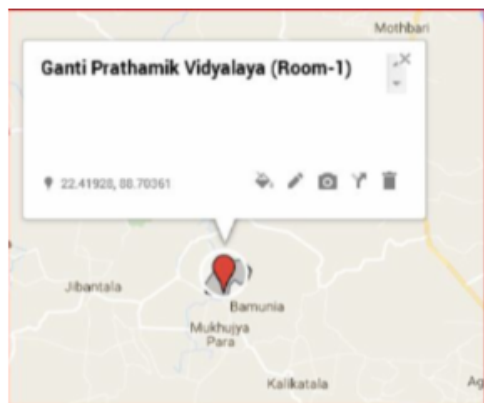 Mothbari
Ganti Prathamik Vidyalaya (Room-1)
22.41928, 88.70361
Jibantala
Bamunia
Mukhujya
Para
Kalikatala
Ag